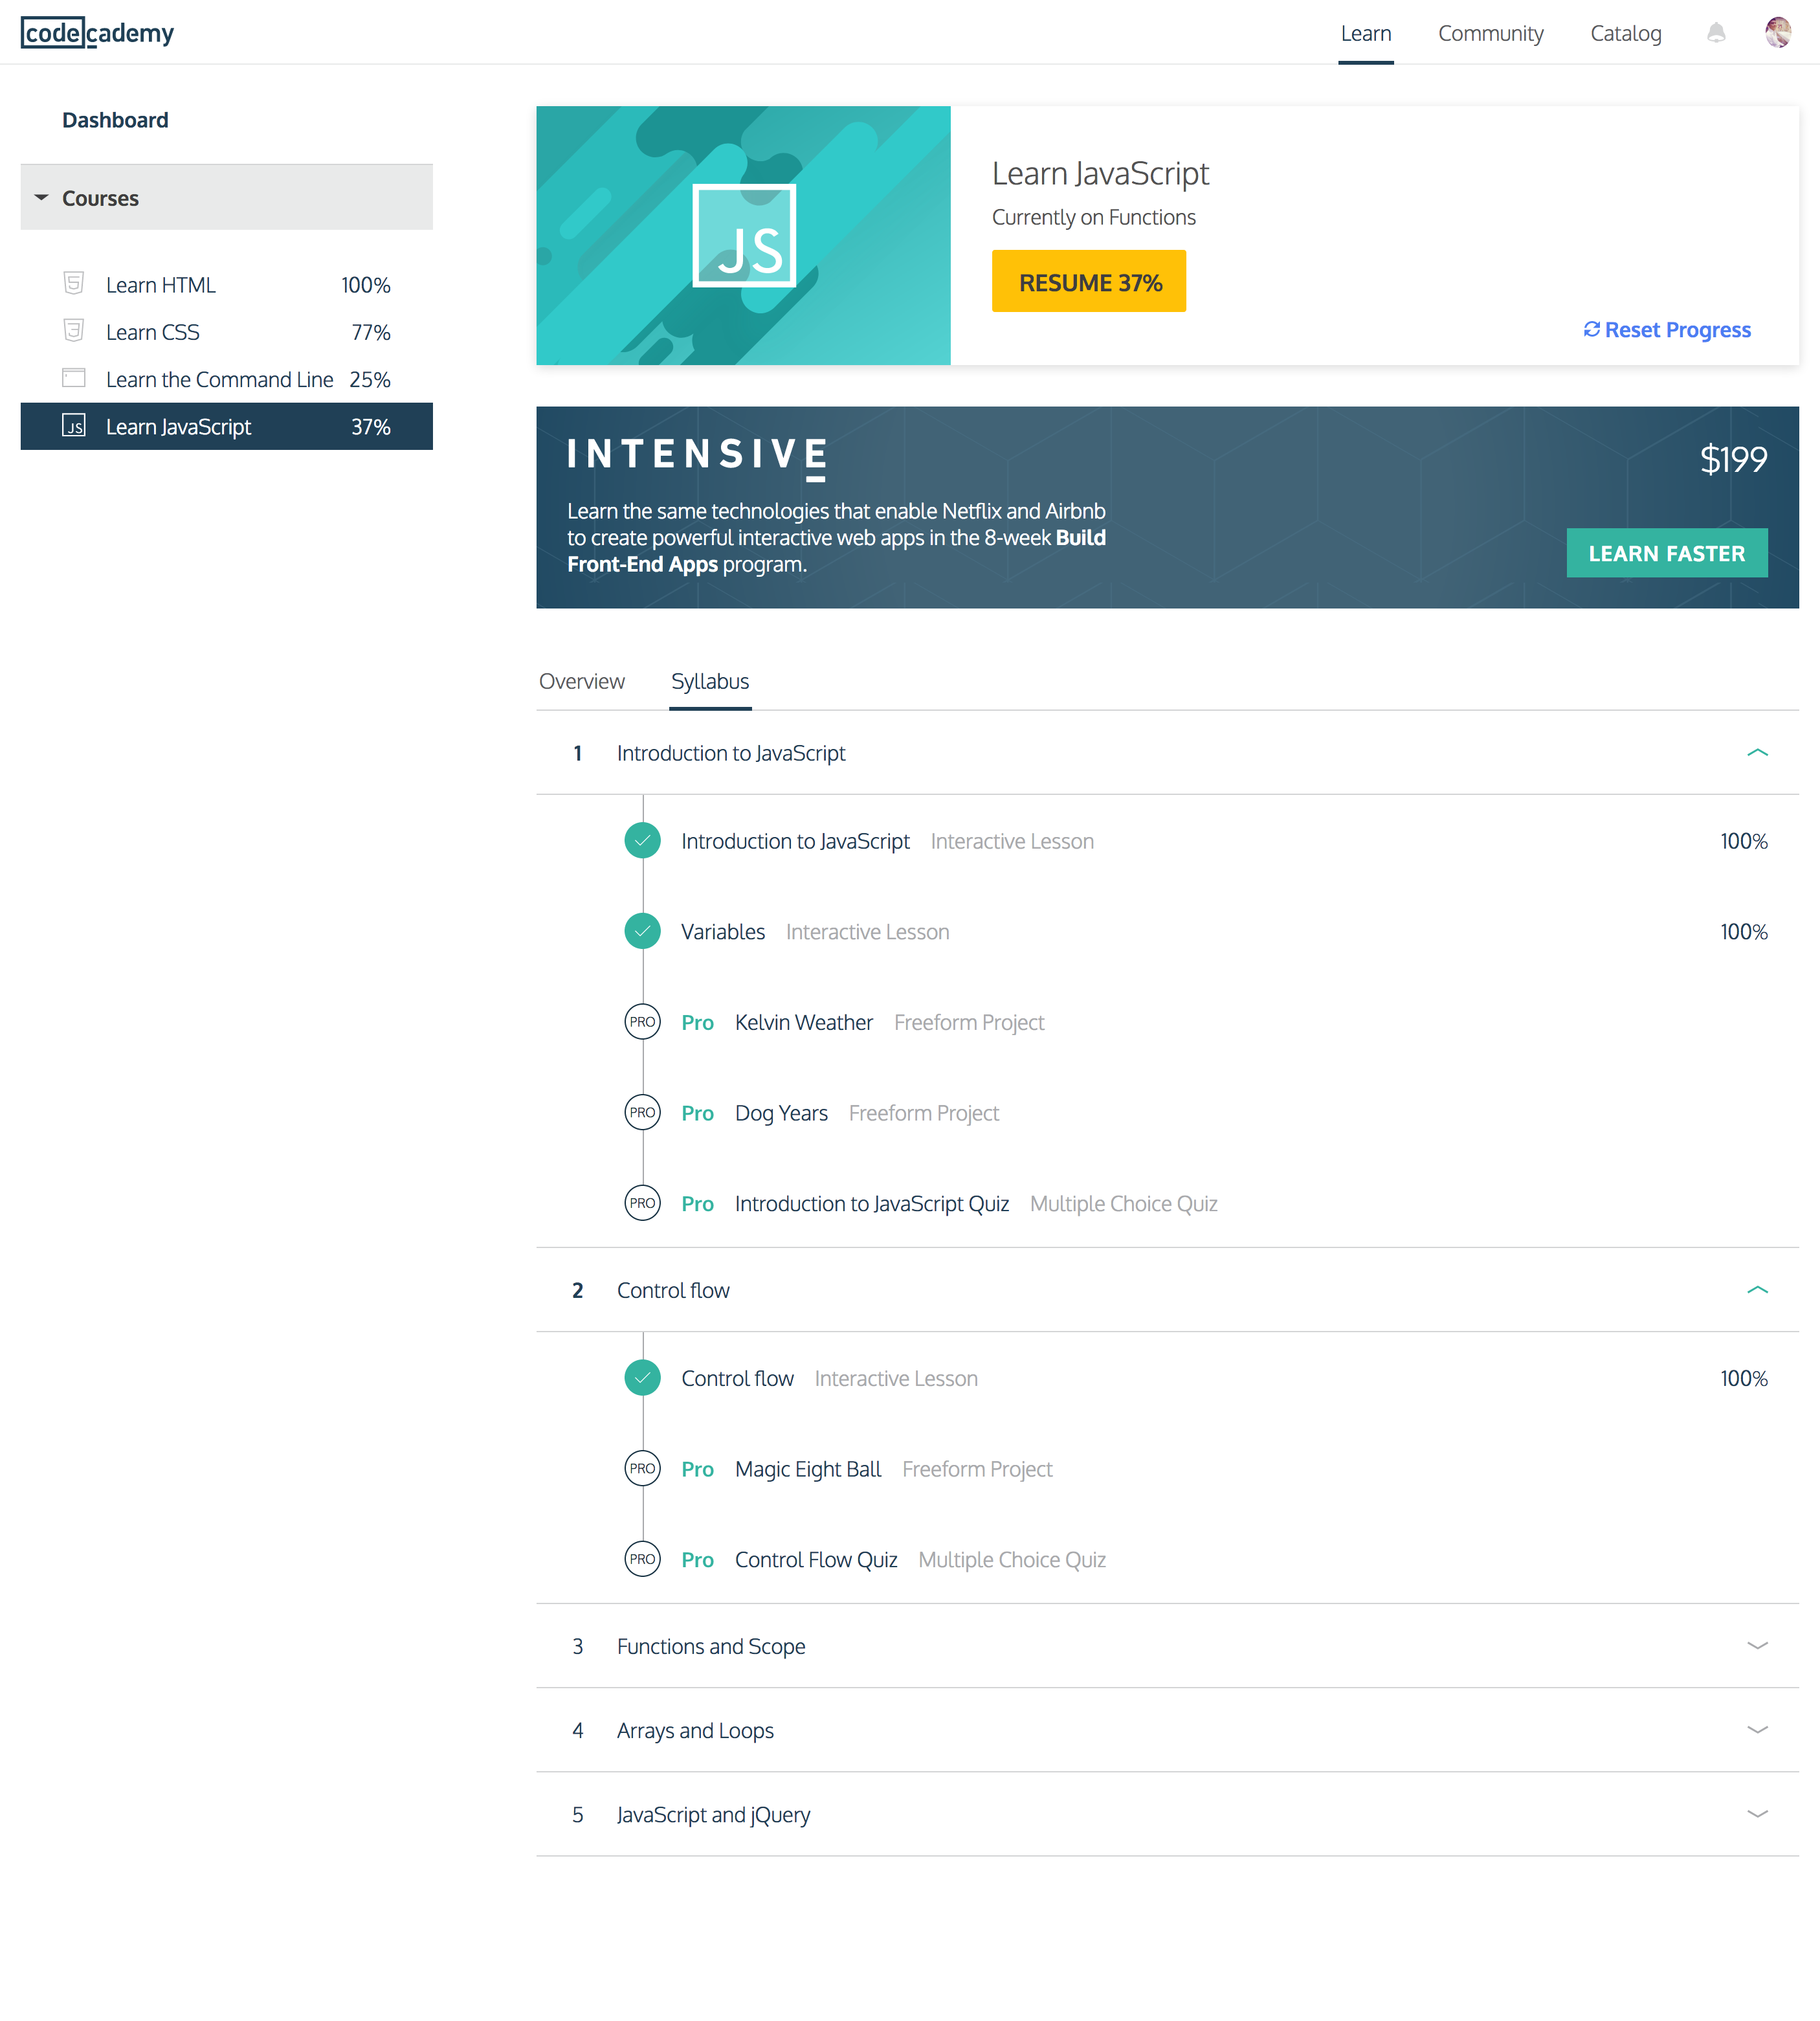 codecademy
Learn Community Catalog
Dashboard
Courses
5 Learn HTML 100%
3 Learn CSS 77%
Learn the Command Line 25%
JS Learn JavaScript 37%
JS
Learn JavaScript
Currently on Functions
RESUME 37%
Reset Progress
INTENSIVE
$199
Learn the same technologies that enable Netflix and Airbnb
to create powerful interactive web apps in the 8-week Build
Front-End Apps program.
LEARN FASTER
Overview Syllabus
1 Introduction to JavaScript
Introduction to JavaScript Interactive Lesson 100%
Variables Interactive Lesson 100%
PRO Pro Kelvin Weather Freeform Project
PRO Pro Dog Years Freeform Project
PRO Pro Introduction to JavaScript Quiz Multiple Choice Quiz
2 Control flow
Control flow Interactive Lesson 100%
PRO Pro Magic Eight Ball Freeform Project
PRO Pro Control Flow Quiz Multiple Choice Quiz
3 Functions and Scope
4 Arrays and Loops
5 JavaScript and jQuery